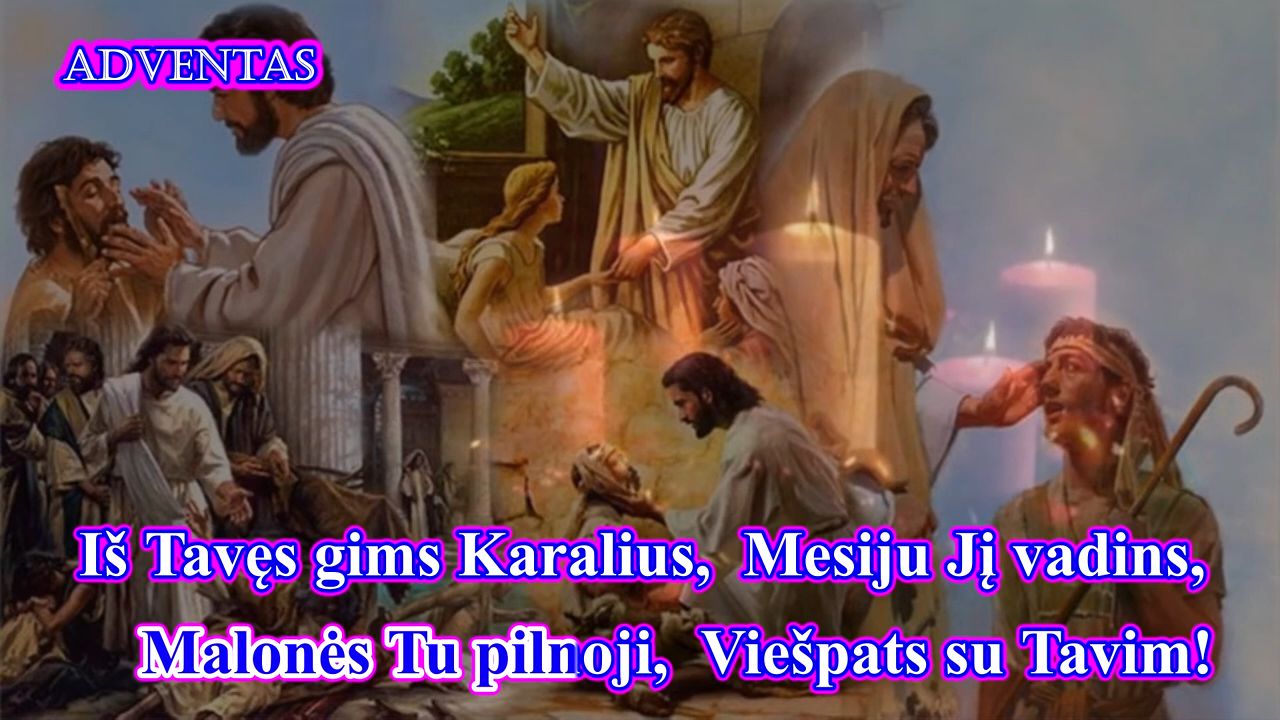 ADVENTAS
Iš Tavęs gims Karalius, Mesiju Jį vadins,
Malonės Tu pilnoji, Viešpats su Tavim!